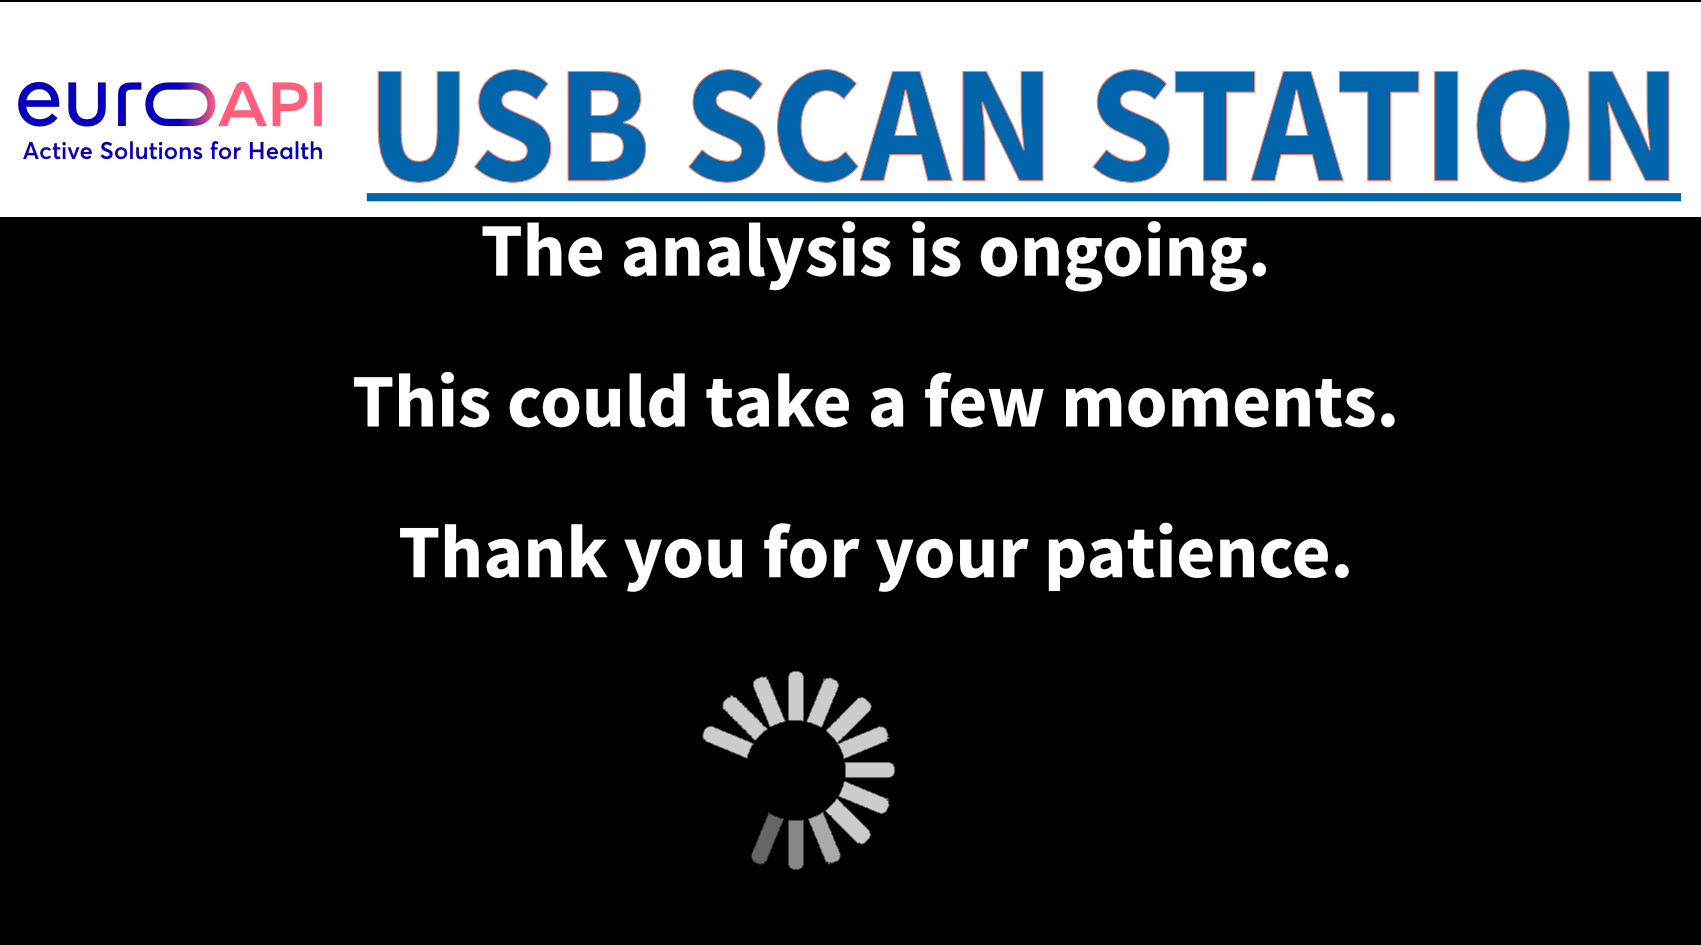 euroAPI
Active Solutions for Health
USB SCAN STATION
The analysis is ongoing.
This could take a few moments.
Thank you for your patience.